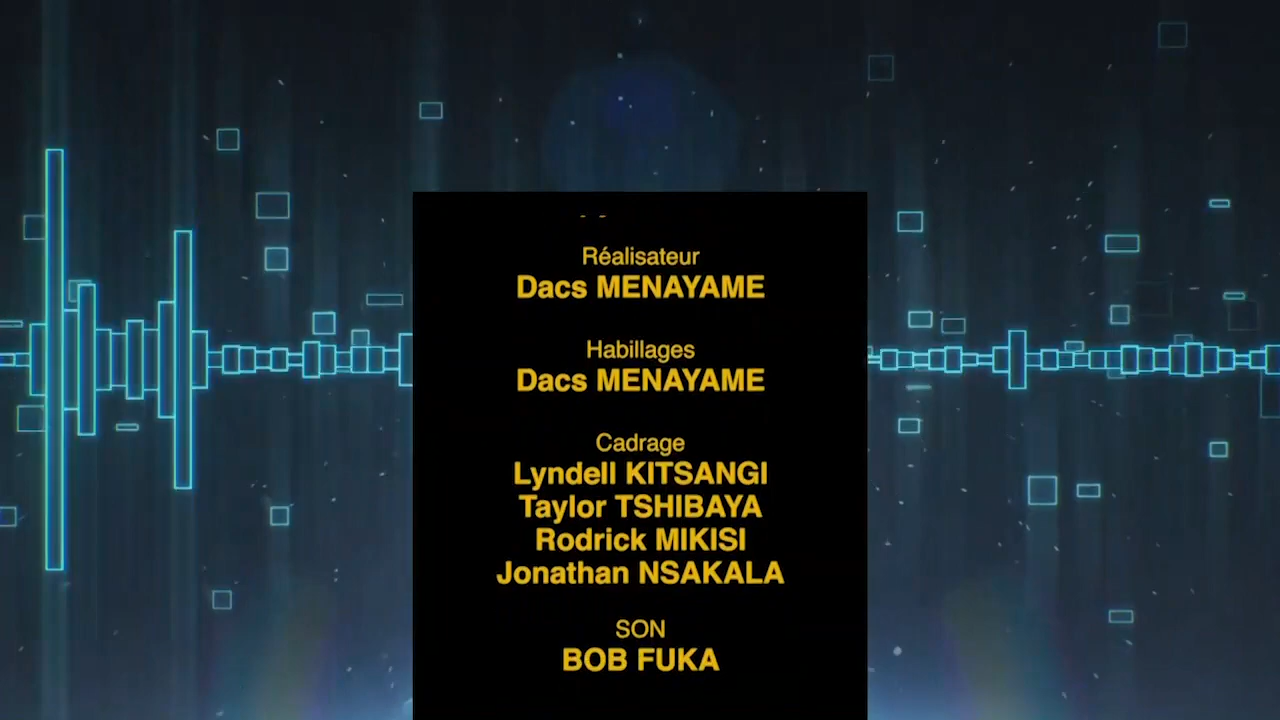 Réalisateur
Dacs MENAYAME
Habillages
Dacs MENAYAME
Cadrage
Lyndell KITSANGI
Taylor TSHIBAYA
Rodrick MIKISI
Jonathan NSAKALA
SON
BOB FUKA